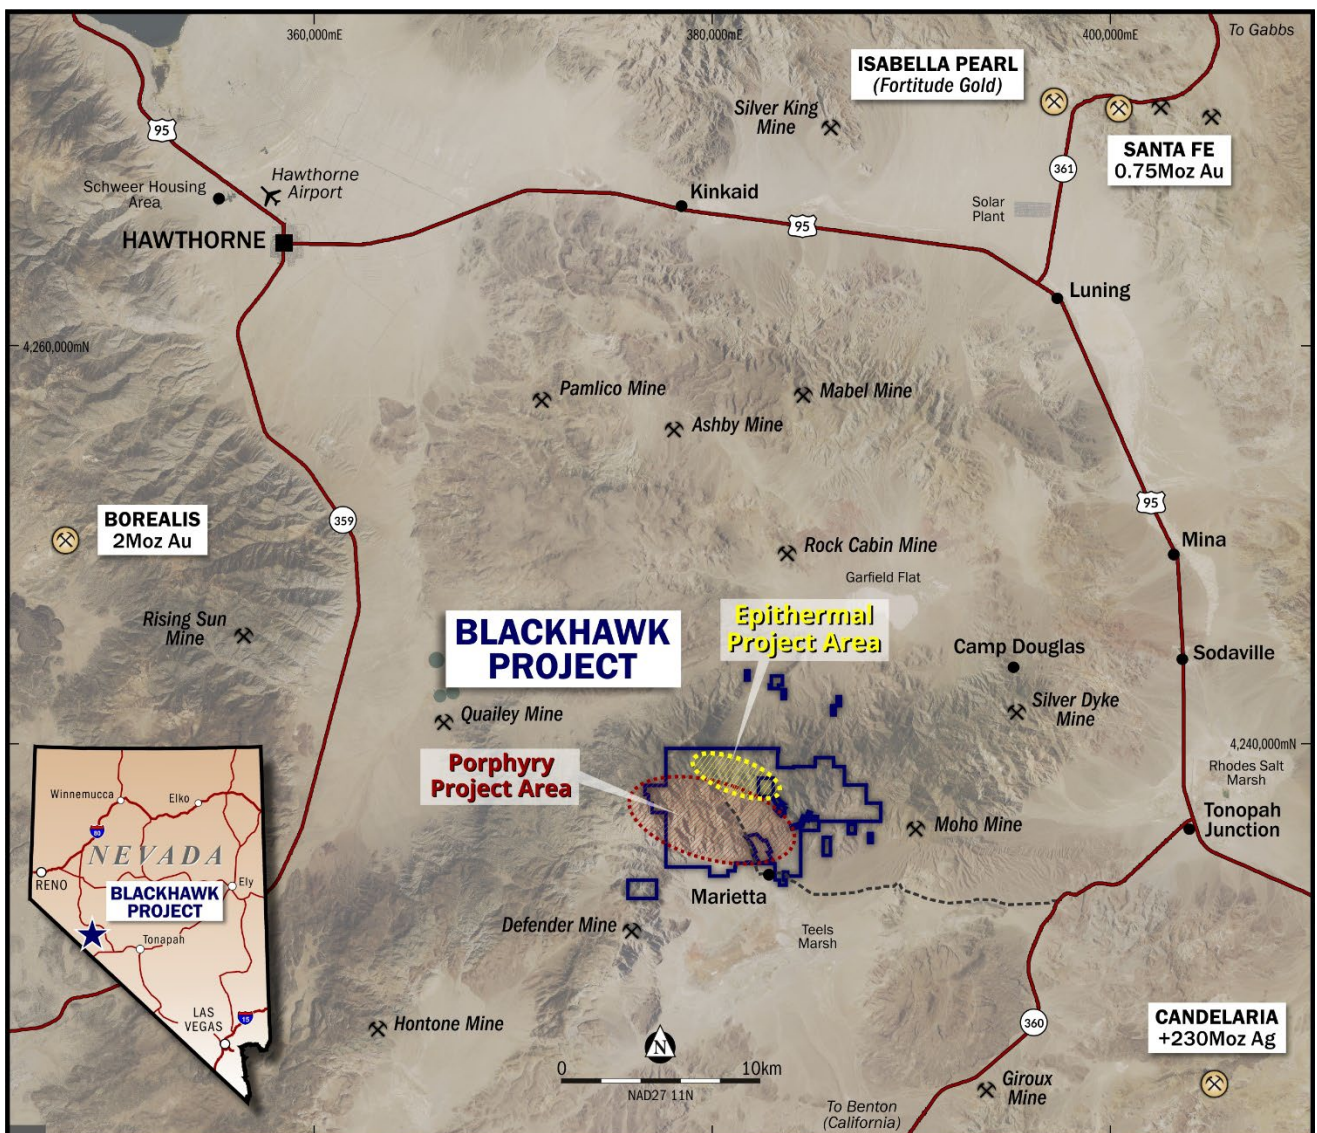 360,000mE
380,000mE
400,000mE
To Gabbs
ISABELLA PEARL
(Fortitude Gold)
Silver King
Mine
SANTA FE
0.75Moz Au
95
361
Hawthorne
Airport
Schweer Housing
Area
Kinkaid
Solar
Plant
95
HAWTHORNE
Luning
4,260,000mN
Pamlico Mine
Mabel Mine
Ashby Mine
95
BOREALIS
2Moz Au
359
Mina
Rock Cabin Mine
Garfield Flat
Rising Sun
Mine
BLACKHAWK
PROJECT
Epithermal
Project Area
Camp Douglas
Sodaville
Silver Dyke
Mine
Quailey Mine
4,240,000mN
Porphyry
Project Area
Rhodes Salt
Marsh
Tonopah
Junction
Moho Mine
Marietta
Defender Mine
Teels
Marsh
Winnemucca
Elko
80
NEVADA
RENO
Ely
BLACKHAWK
PROJECT
Tonapah
LAS
VEGAS
15
Hontone Mine
N
0
10km
NAD27 11N
360
CANDELARIA
+230Moz Ag
Giroux
Mine
To Benton
(California)